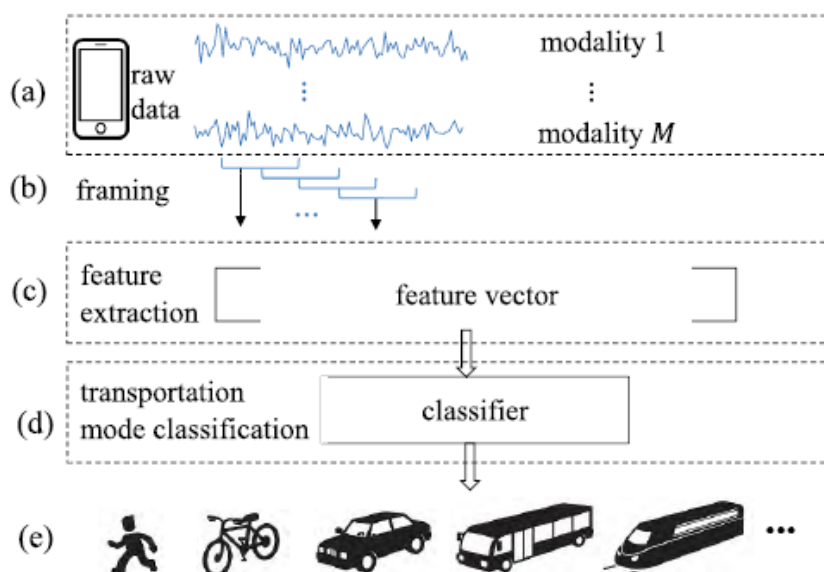 (a)
raw
data
modality 1
⋮
⋮
modality M
(b)
framing
...
(c)
feature
extraction
feature vector
(d)
transportation
mode classification
classifier
(e)
...